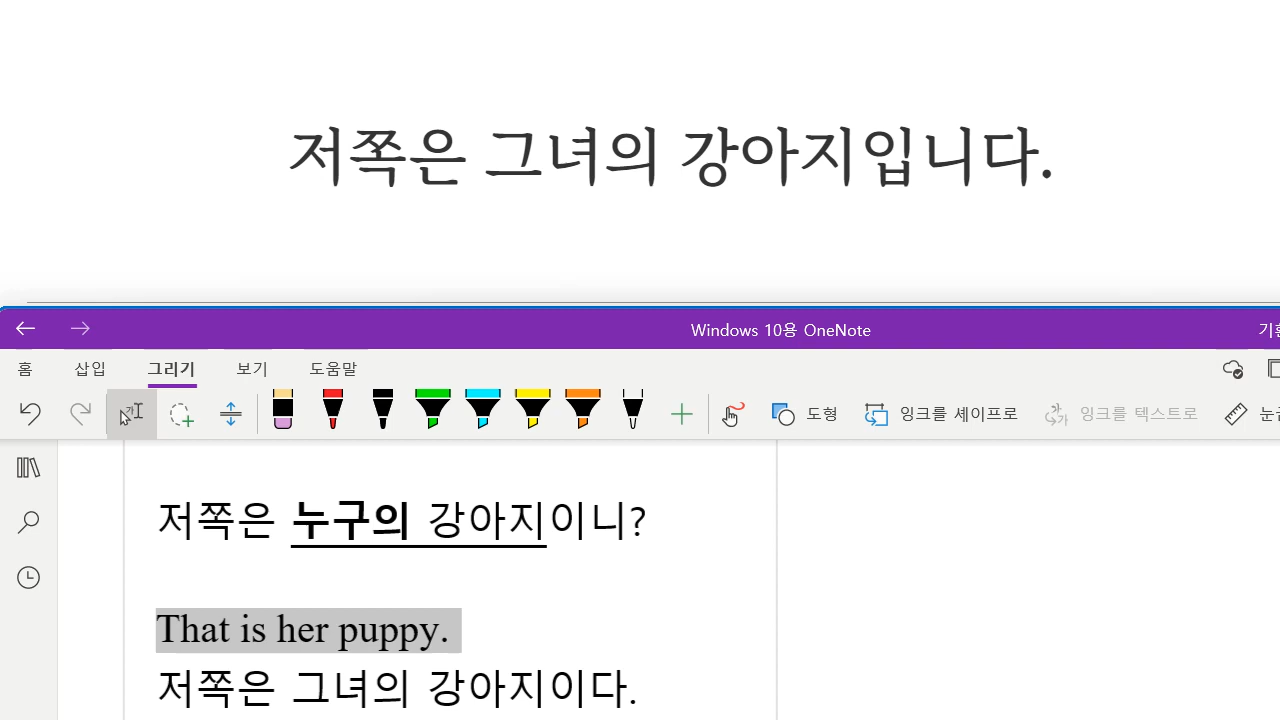 저쪽은 그녀의 강아지입니다.
Windows 10용 OneNote
홈 삽입 그리기 보기 도움말
도형 잉크를 셰이프로 잉크를 텍스트로
저쪽은 누구의 강아지이니?
That is her puppy.
저쪽은 그녀의 강아지이다.